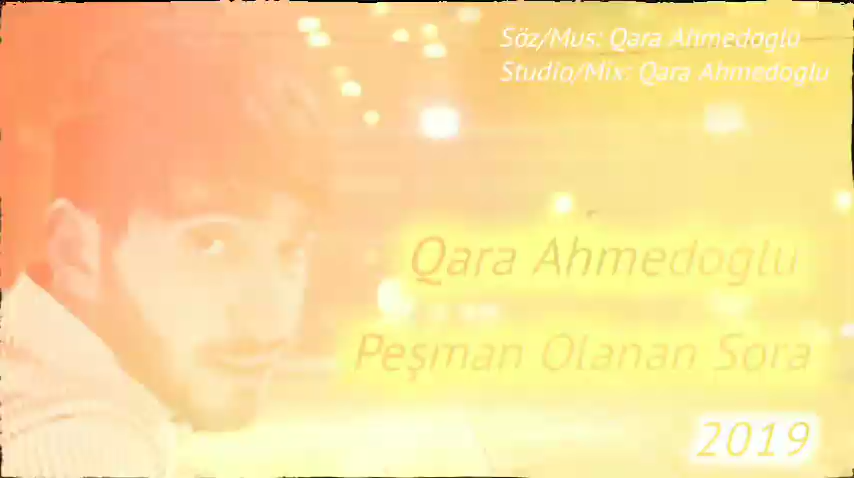 Söz/Mus: Qara Ahmedoglu
Studio/Mix: Qara Ahmedoglu
Qara Ahmedoglu
Peşman Olanan Sora
2019